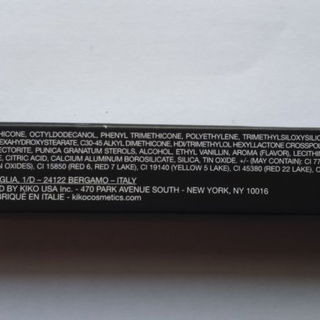 HICONE, OCTYLDODECANOL, PHENYL TRIMETHICONE, POLYETHYLENE, TRIMETHYLSILOXYSILIC
EXAHYDROXYSTEARATE, C30-45 ALKYL DIMETHICONE, HDI/TRIMETHYLOL HEXYLLACTONE CROSSPOL
ECTORITE, PUNICA GRANATUM STEROLS, ALCOHOL, ETHYL VANILLIN, AROMA (FLAVOR), LECITHIN
E, CITRIC ACID, CALCIUM ALUMINUM BOROSILICATE, SILICA, TIN OXIDE. +/- (MAY CONTAIN): CI 77
N OXIDES), CI 15850 (RED 6, RED 7 LAKE), CI 19140 (YELLOW 5 LAKE), CI 45380 (RED 22 LAKE), C
GLIA, 1/D – 24122 BERGAMO – ITALY
D BY KIKO USA Inc. - 470 PARK AVENUE SOUTH - NEW YORK, NY 10016
BRIQUÉ EN ITALIE - kikocosmetics.com